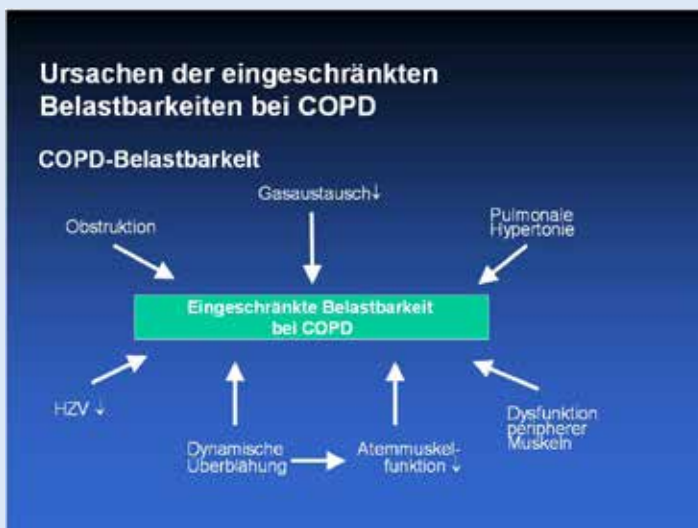 Ursachen der eingeschränkten
Belastbarkeiten bei COPD
COPD-Belastbarkeit
Gasaustausch↓
Obstruktion
Pulmonale
Hypertonie
Eingeschränkte Belastbarkeit
bei COPD
HZV ↓
Dynamische
Überblähung
Atemmuskel-
funktion ↓
Dysfunktion
peripherer
Muskeln